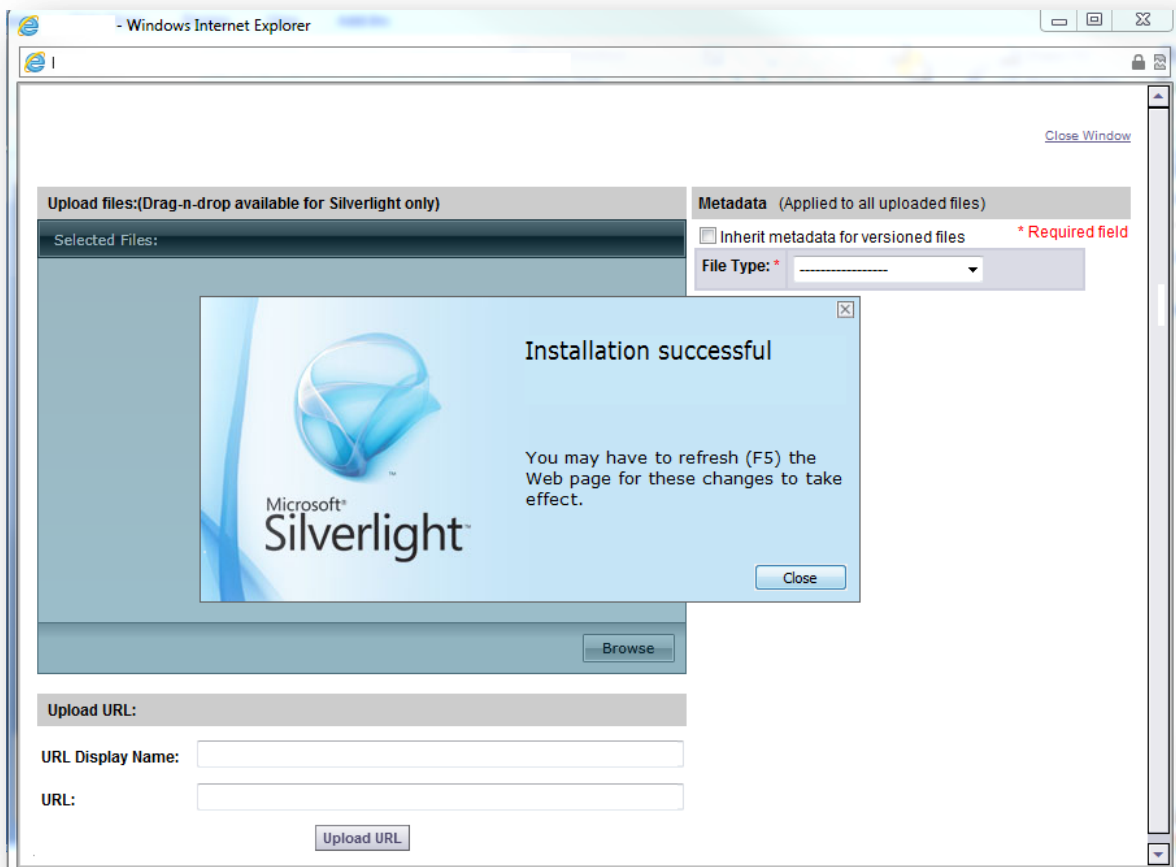 - Windows Internet Explorer
Close Window
Upload files:(Drag-n-drop available for Silverlight only)
Selected Files:
Metadata (Applied to all uploaded files)
Inherit metadata for versioned files
* Required field
File Type: *
-----------------
Installation successful
You may have to refresh (F5) the
Web page for these changes to take
effect.
Microsoft®
Silverlight™
Close
Browse
Upload URL:
URL Display Name:
URL:
Upload URL